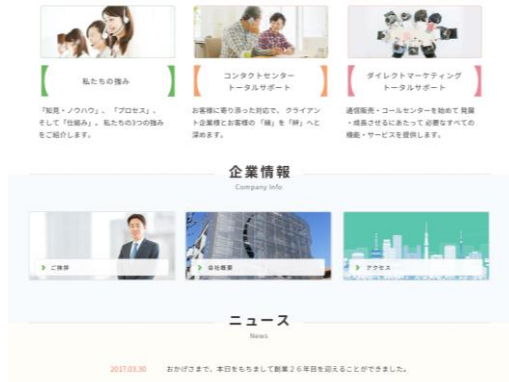 私たちの強み
コンタクトセンター
トータルサポート
ダイレクトマーケティング
トータルサポート
「知見・ノウハウ」、「プロセス」、
そして「仕組み」。私たちの3つの強み
をご紹介します。
お客様に寄り添った対応で、クライアン
ト企業様とお客様の「縁」を「絆」へと
深めます。
通信販売・コールセンターを始めて 発展
・成長させるにあたって 必要なすべての
機能・サービスを提供します。
企業情報
Company Info
ご挨拶
会社概要
アクセス
ニュース
News
2017.03.30 おかげさまで、本日をもちまして創業26年目を迎えることができました。